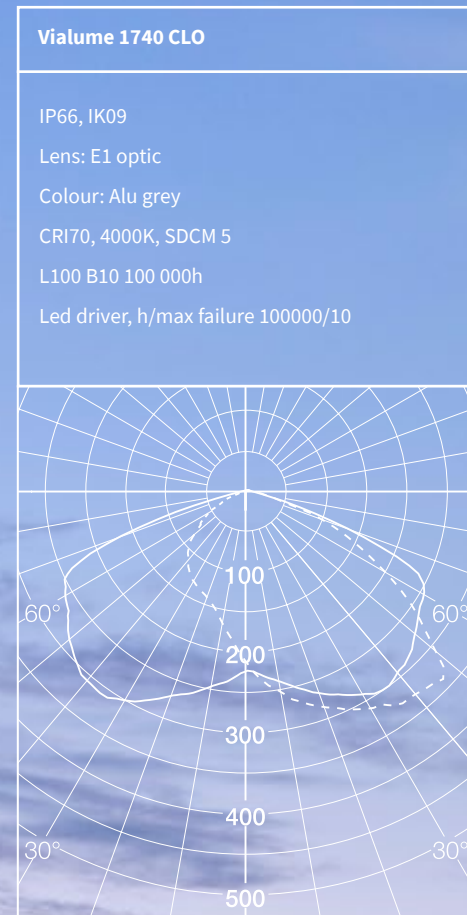 Vialume 1740 CLO
IP66, IK09
Lens: E1 optic
Colour: Alu grey
CRI70, 4000K, SDCM 5
L100 B10 100 000h
Led driver, h/max failure 100000/10
100
60° 60°
200
300
400
30° 30°
500